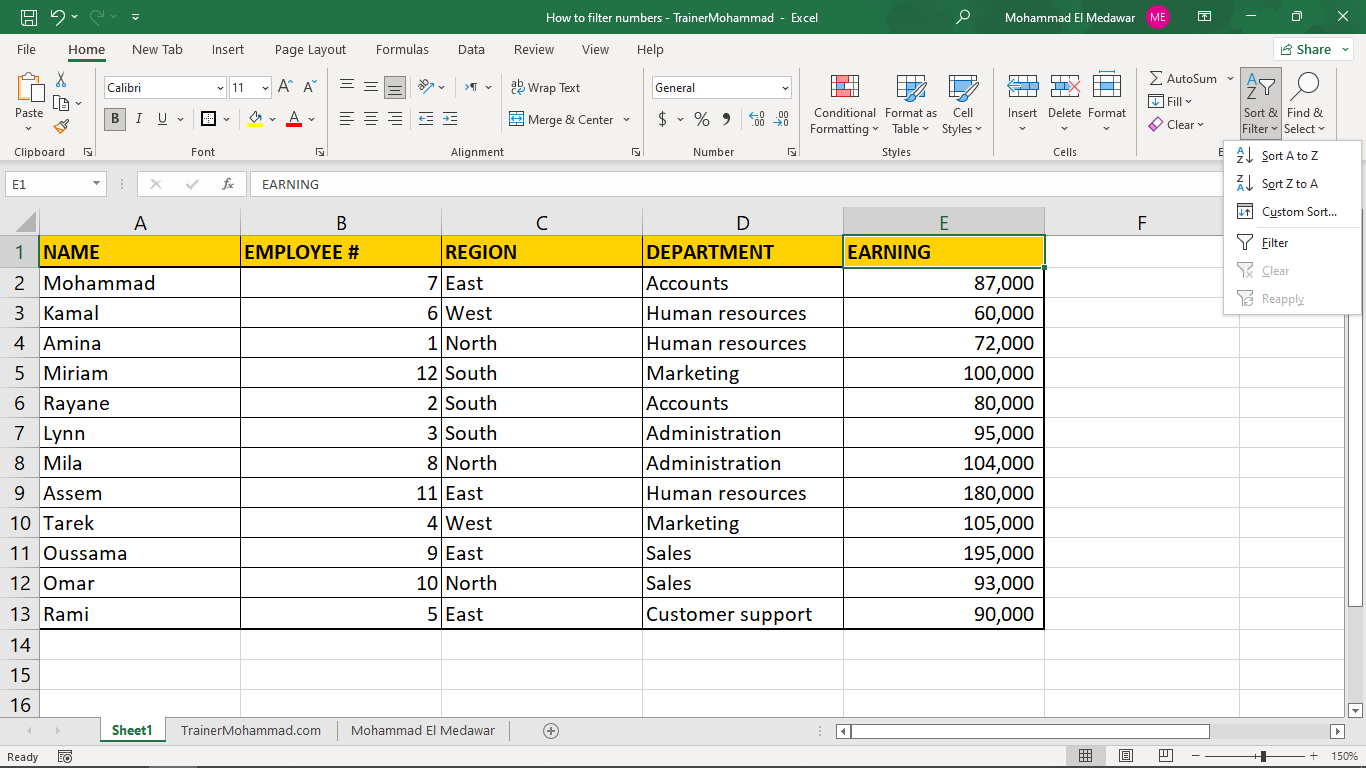 How to filter numbers - TrainerMohammad - Excel
Mohammad El Medawar ME
File Home New Tab Insert Page Layout Formulas Data Review View Help Share
Paste
Clipboard
Calibri 11
B I U
Font
Wrap Text
Merge & Center
Alignment
General
$ % 9
Number
Conditional Formatting
Format as Table
Cell Styles
Styles
Insert Delete Format
Cells
AutoSum
Fill
Clear
Sort & Filter
Find & Select
Sort A to Z
Sort Z to A
Custom Sort...
Filter
Clear
Reapply
E1 fx EARNING
A B C D E F
1 NAME EMPLOYEE # REGION DEPARTMENT EARNING
2 Mohammad 7 East Accounts 87,000
3 Kamal 6 West Human resources 60,000
4 Amina 1 North Human resources 72,000
5 Miriam 12 South Marketing 100,000
6 Rayane 2 South Accounts 80,000
7 Lynn 3 South Administration 95,000
8 Mila 8 North Administration 104,000
9 Assem 11 East Human resources 180,000
10 Tarek 4 West Marketing 105,000
11 Oussama 9 East Sales 195,000
12 Omar 10 North Sales 93,000
13 Rami 5 East Customer support 90,000
14
15
16
Sheet1 TrainerMohammad.com Mohammad El Medawar
Ready 150%